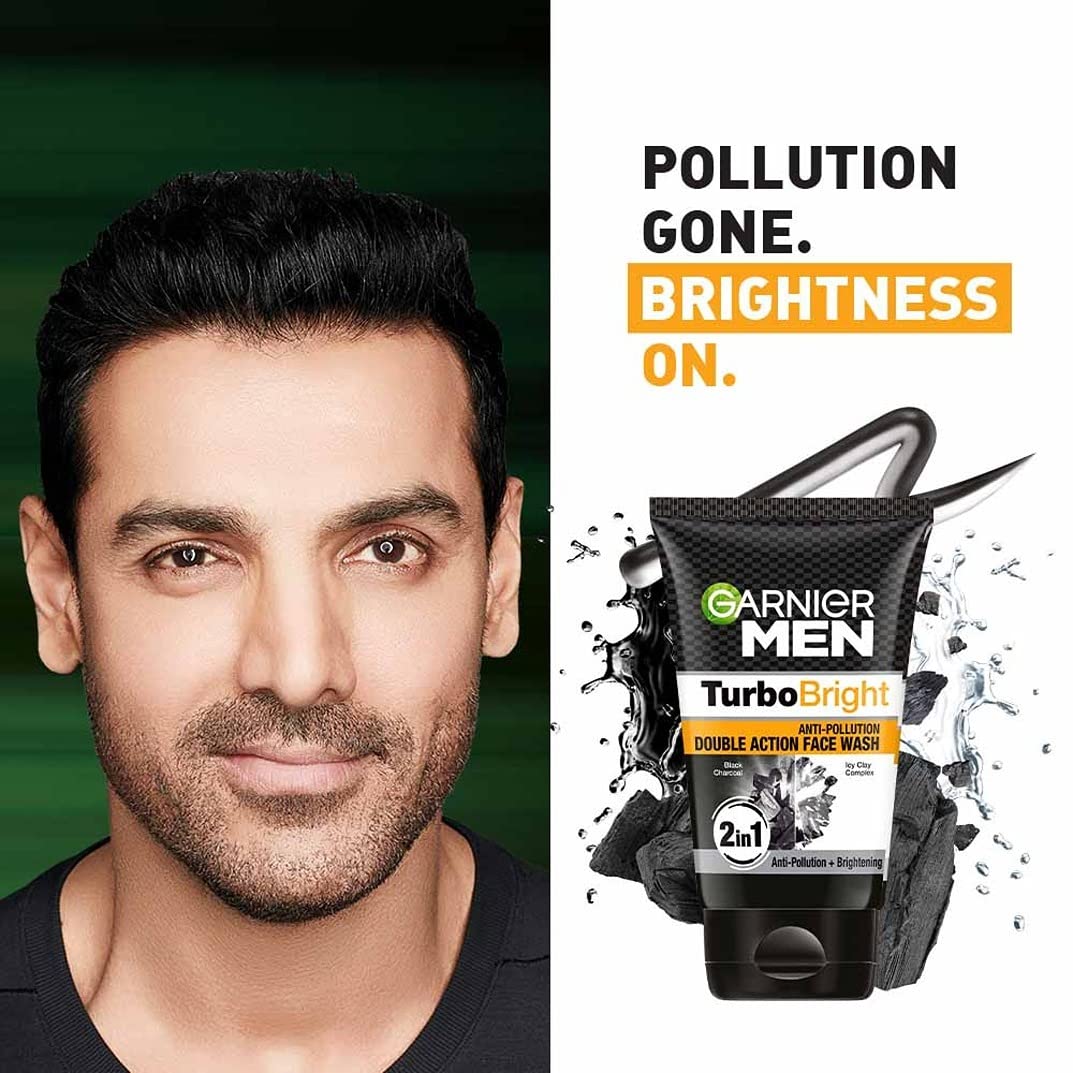 POLLUTION
GONE.
BRIGHTNESS
ON.
GARNIER
MEN
TurboBright
ANTI-POLLUTION
DOUBLE ACTION FACE WASH
Black
Charcoal
Icy Clay
Complex
2in1
Anti-Pollution + Brightening